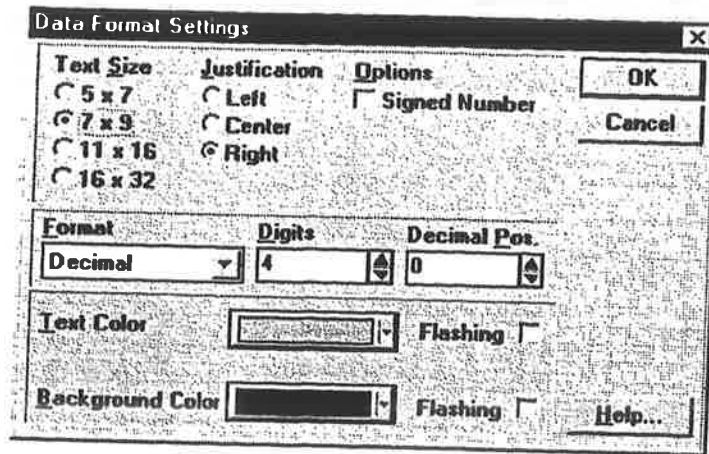 Data Format Settings
Text Size Justification Options OK
5 x 7 Left Signed Number
7 x 9 Center Cancel
11 x 16 Right
16 x 32
Format Digits Decimal Pos.
Decimal 4 0
Text Color Flashing
Background Color Flashing Help...